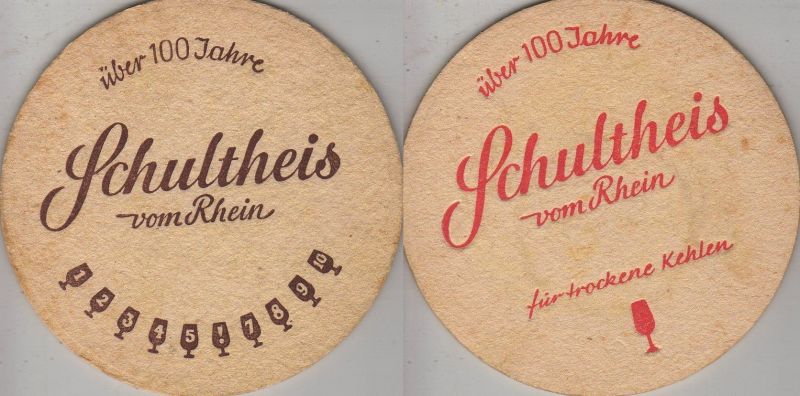 über 100 Jahre
Schultheis
vom Rhein
1 2 3 4 5 ! 7 8 9 10
über 100 Jahre
Schultheis
vom Rhein
für trockene Kehlen